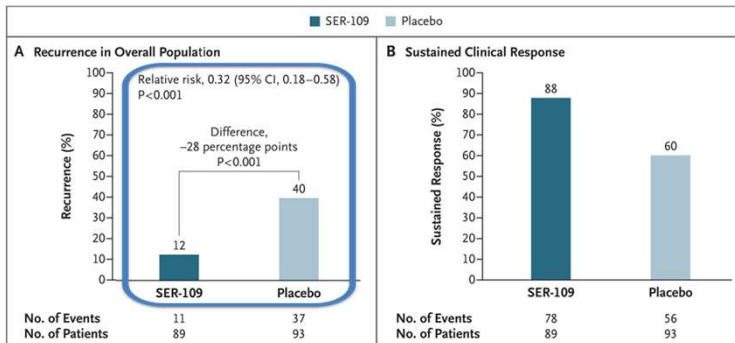 SER-109 Placebo
A Recurrence in Overall Population
Relative risk, 0.32 (95% CI, 0.18–0.58)
P<0.001
Difference,
−28 percentage points
P<0.001
Recurrence (%)
100
90
80
70
60
50
40
30
20
10
0
12
40
SER-109 Placebo
No. of Events 11 37
No. of Patients 89 93
B Sustained Clinical Response
Sustained Response (%)
100
90
80
70
60
50
40
30
20
10
0
88
60
SER-109 Placebo
No. of Events 78 56
No. of Patients 89 93